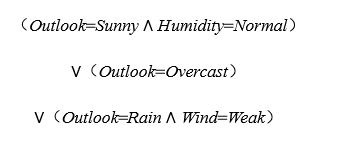 （Outlook=Sunny ∧ Humidity=Normal）
∨（Outlook=Overcast）
∨（Outlook=Rain ∧ Wind=Weak）